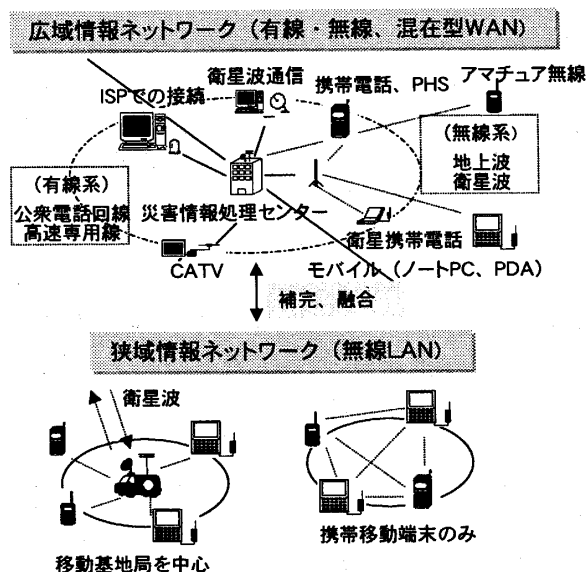 広域情報ネットワーク（有線・無線、混在型WAN）
衛星波通信
携帯電話、PHS
アマチュア無線
ISPでの接続
（無線系）
地上波
衛星波
（有線系）
公衆電話回線
高速専用線
災害情報処理センター
衛星携帯電話
CATV
モバイル（ノートPC、PDA）
補完、融合
狭域情報ネットワーク（無線LAN）
衛星波
携帯移動端末のみ
移動基地局を中心